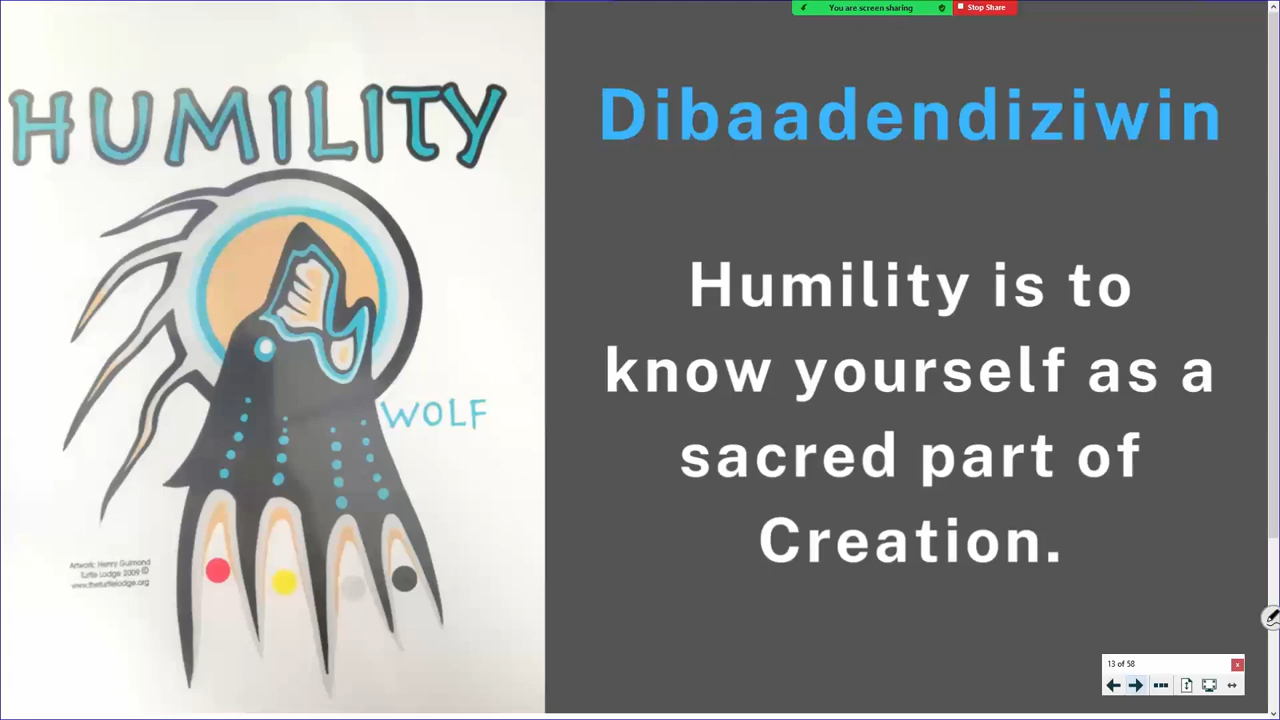 You are screen sharing
Stop Share
HUMILITY
WOLF
Artwork: Henry Guimond
Turtle Lodge 2009 ©
www.theturtlelodge.org
Dibaadendiziwin
Humility is to
know yourself as a
sacred part of
Creation.
13 of 58